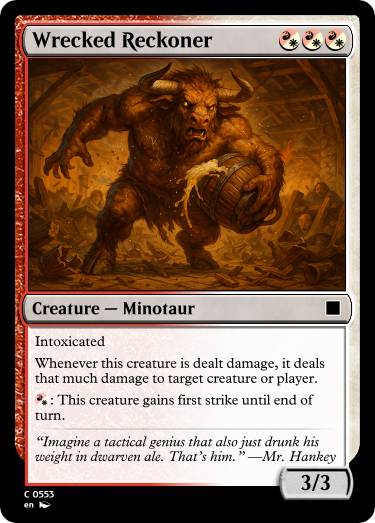 Wrecked Reckoner
Creature — Minotaur
Intoxicated
Whenever this creature is dealt damage, it deals
that much damage to target creature or player.
: This creature gains first strike until end of
turn.
“Imagine a tactical genius that also just drunk his
weight in dwarven ale. That's him.” —Mr. Hankey
3/3
C 0553
en